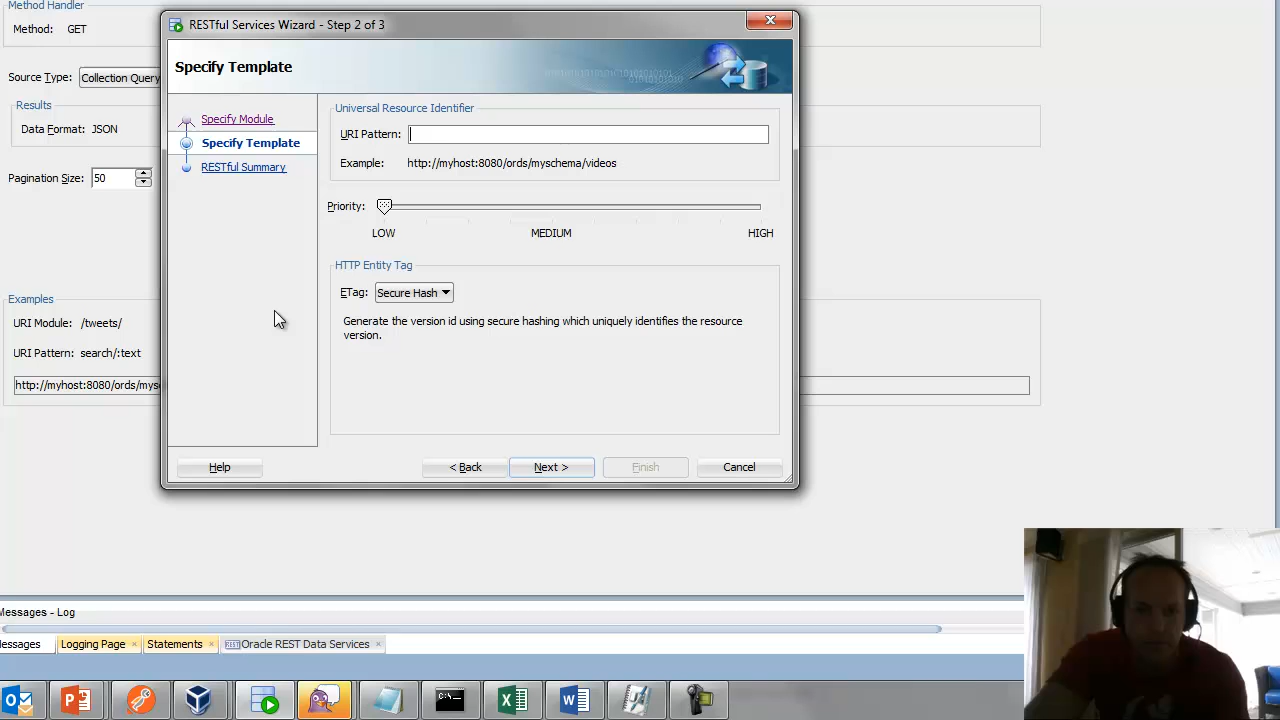 Method Handler
Method: GET
Source Type: Collection Query
Results
Data Format: JSON
Pagination Size: 50
Examples
URI Module: /tweets/
URI Pattern: search/:text
http://myhost:8080/ords/mys
RESTful Services Wizard - Step 2 of 3
Specify Template
Specify Module
Specify Template
RESTful Summary
Universal Resource Identifier
URI Pattern:
Example: http://myhost:8080/ords/myschema/videos
Priority:
LOW MEDIUM HIGH
HTTP Entity Tag
ETag: Secure Hash
Generate the version id using secure hashing which uniquely identifies the resource
version.
Help < Back Next > Finish Cancel
Messages - Log
essages Logging Page × Statements × REST Oracle REST Data Services ×